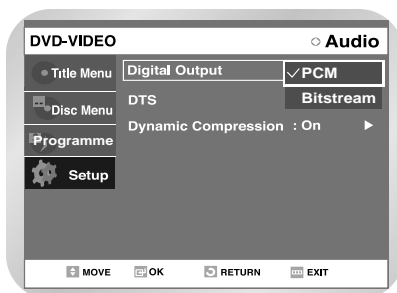 DVD-VIDEO Audio
Title Menu Digital Output PCM
Disc Menu DTS Bitstream
Programme Dynamic Compression : On
Setup
MOVE OK RETURN EXIT